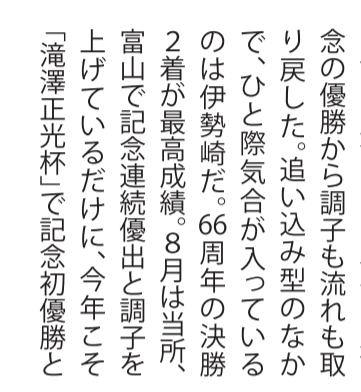 念の優勝から調子も流れも取
り戻した。追い込み型のなか
で、ひと際気合が入っている
のは伊勢崎だ。66周年の決勝
2着が最高成績。8月は当所、
富山で記念連続優出と調子を
上げているだけに、今年こそ
「滝澤正光杯」で記念初優勝と